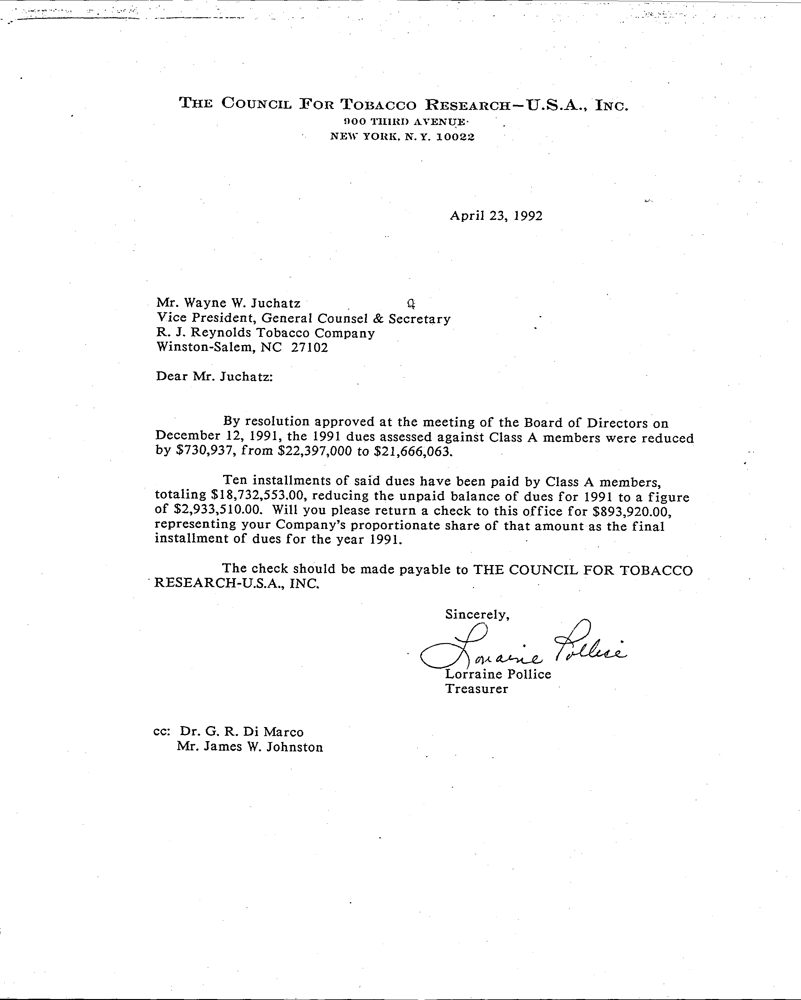 THE COUNCIL FOR TOBACCO RESEARCH–U.S.A., INC.
900 THIRD AVENUE
NEW YORK, N. Y. 10022
April 23, 1992
Mr. Wayne W. Juchatz
Vice President, General Counsel & Secretary
R. J. Reynolds Tobacco Company
Winston-Salem, NC 27102
Dear Mr. Juchatz:
By resolution approved at the meeting of the Board of Directors on
December 12, 1991, the 1991 dues assessed against Class A members were reduced
by $730,937, from $22,397,000 to $21,666,063.
Ten installments of said dues have been paid by Class A members,
totaling $18,732,553.00, reducing the unpaid balance of dues for 1991 to a figure
of $2,933,510.00. Will you please return a check to this office for $893,920.00,
representing your Company's proportionate share of that amount as the final
installment of dues for the year 1991.
The check should be made payable to THE COUNCIL FOR TOBACCO
RESEARCH-U.S.A., INC.
Sincerely,
Lorraine Pollice
Lorraine Pollice
Treasurer
cc: Dr. G. R. Di Marco
Mr. James W. Johnston